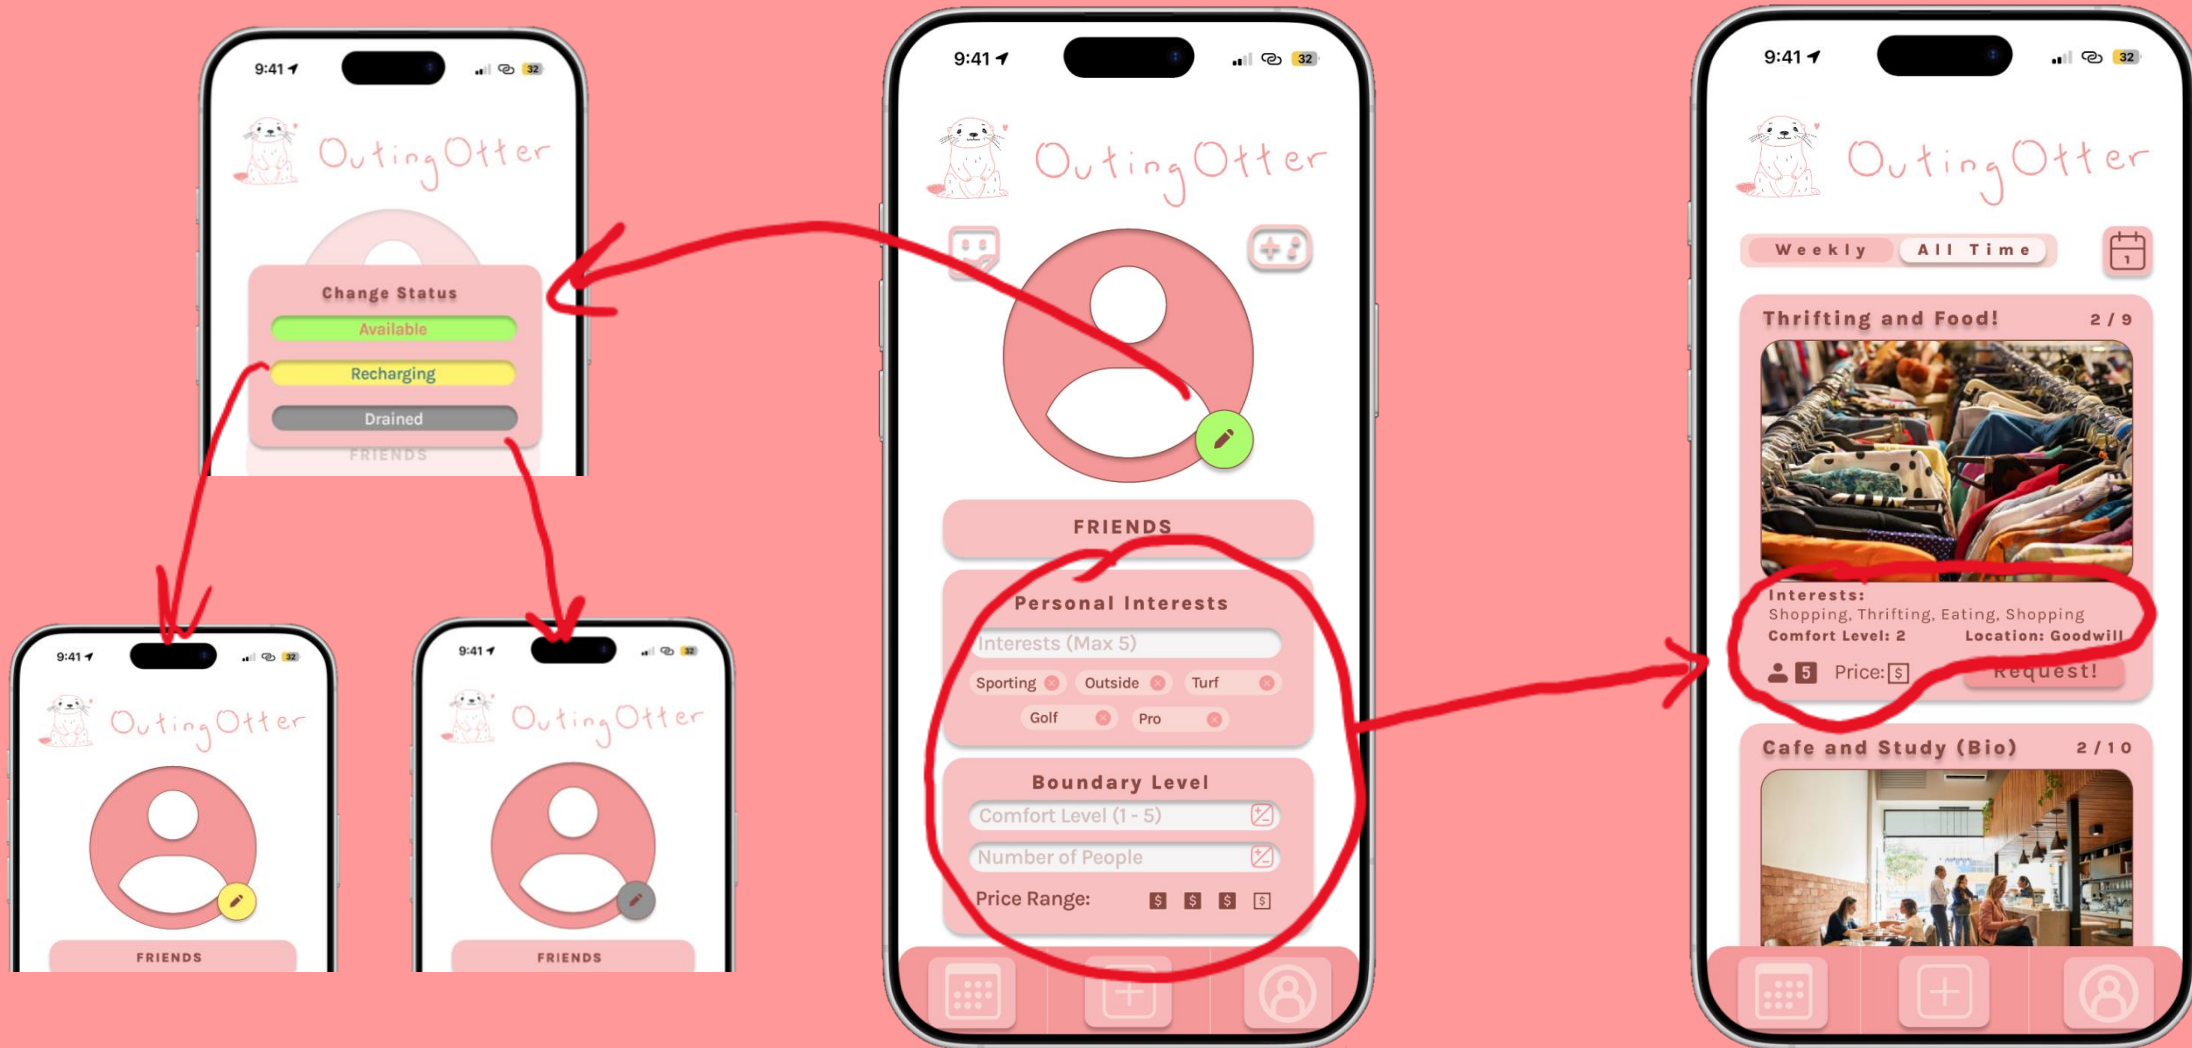 9:41
32
OutingOtter
Change Status
Available
Recharging
Drained
FRIENDS
9:41
32
OutingOtter
FRIENDS
9:41
32
OutingOtter
FRIENDS
9:41
32
OutingOtter
FRIENDS
Personal Interests
Interests (Max 5)
Sporting Outside Turf
Golf Pro
Boundary Level
Comfort Level (1 - 5)
Number of People
Price Range: $ $ $ $
9:41
32
OutingOtter
Weekly All Time
1
Thrifting and Food! 2/9
Interests:
Shopping, Thrifting, Eating, Shopping
Comfort Level: 2 Location: Goodwill
5 Price: $ Request!
Cafe and Study (Bio) 2/10